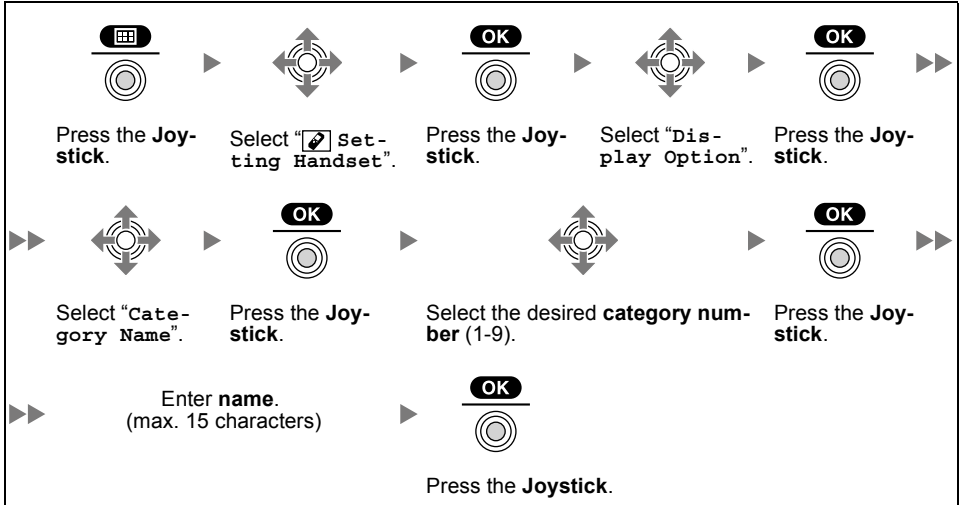 OK OK
Press the Joy-
stick.
Select “Set-
ting Handset”.
Press the Joy-
stick.
Select “Dis-
play Option”.
Press the Joy-
stick.
OK OK
Select “Cate-
gory Name”.
Press the Joy-
stick.
Select the desired category num-
ber (1-9).
Press the Joy-
stick.
Enter name.
(max. 15 characters)
OK
Press the Joystick.